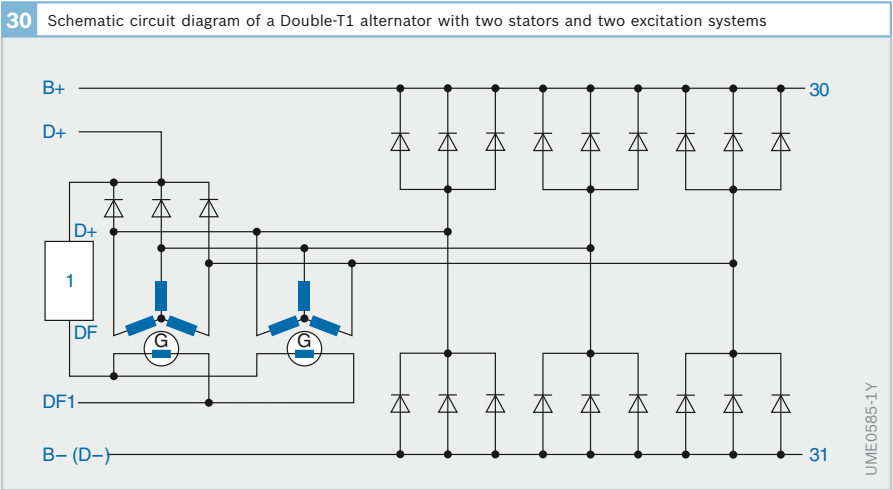 30 Schematic circuit diagram of a Double-T1 alternator with two stators and two excitation systems
B+
30
D+
D+
1
DF
G
G
DF1
B– (D–)
31
UME0585-1Y